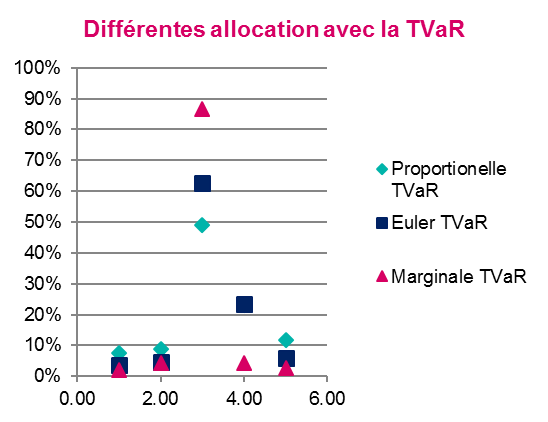 Différentes allocation avec la TVaR
100%
90%
80%
70%
60%
50%
40%
30%
20%
10%
0%
0.00 2.00 4.00 6.00
Proportionelle
TVaR
Euler TVaR
Marginale TVaR